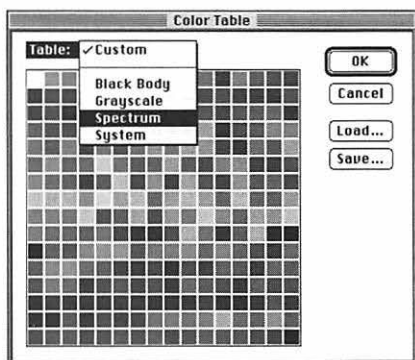 Color Table
Table: ✓Custom
Black Body
Grayscale
Spectrum
System
OK
Cancel
Load...
Save...